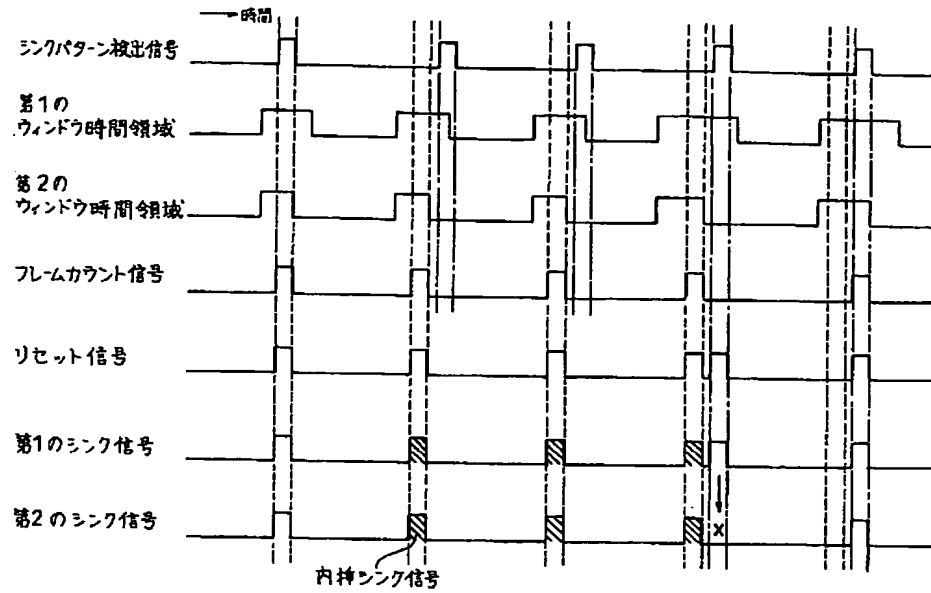 時間
シンクパターン検出信号
第1の
ウィンドウ時間領域
第2の
ウィンドウ時間領域
フレームカウント信号
リセット信号
第1のシンク信号
第2のシンク信号
X
内挿シンク信号